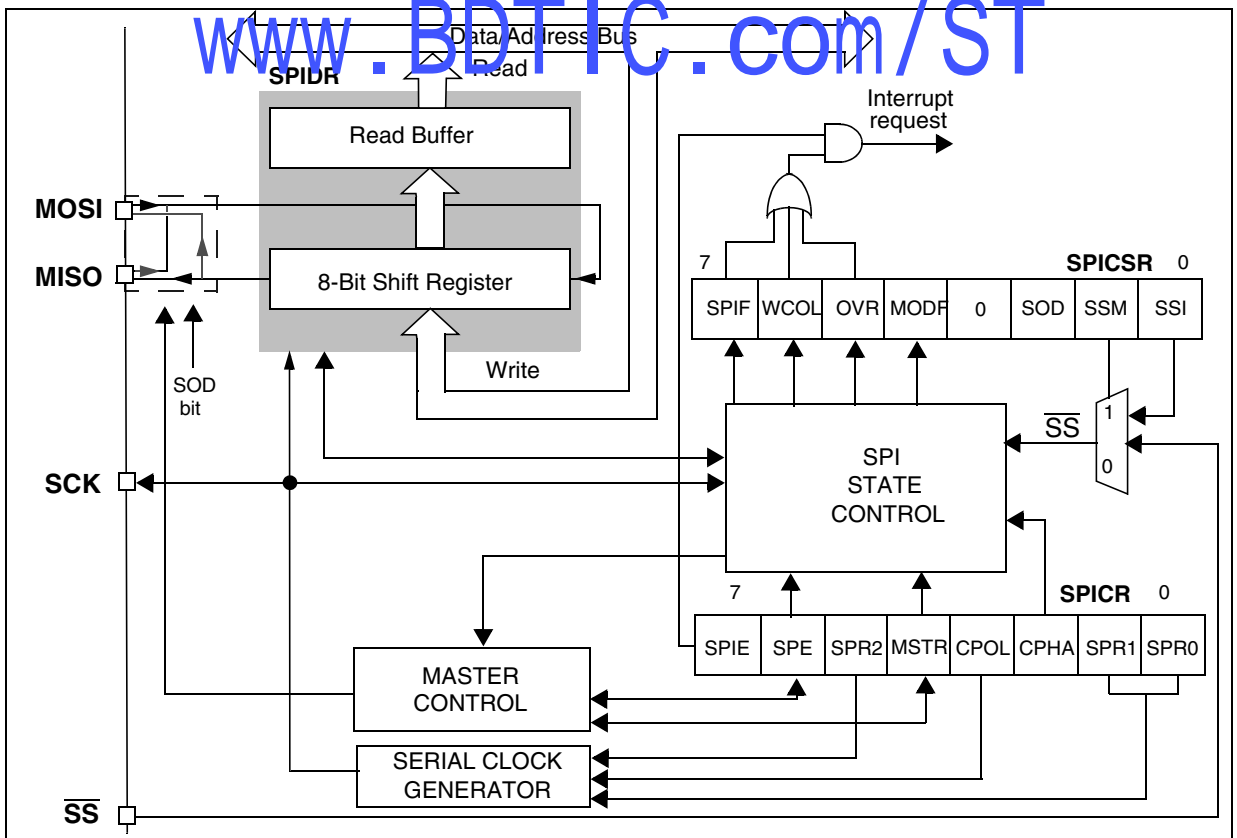 www.BDTIC.com/ST
Data/Address Bus
SPIDR
Read
Read Buffer
Interrupt
request
MOSI
MISO
8-Bit Shift Register
7
SPICSR 0
SPIF WCOL OVR MODF 0 SOD SSM SSI
SOD
bit
Write
1
SS
0
SCK
SPI
STATE
CONTROL
7
SPICR 0
SPIE SPE SPR2 MSTR CPOL CPHA SPR1 SPR0
MASTER
CONTROL
SERIAL CLOCK
GENERATOR
SS